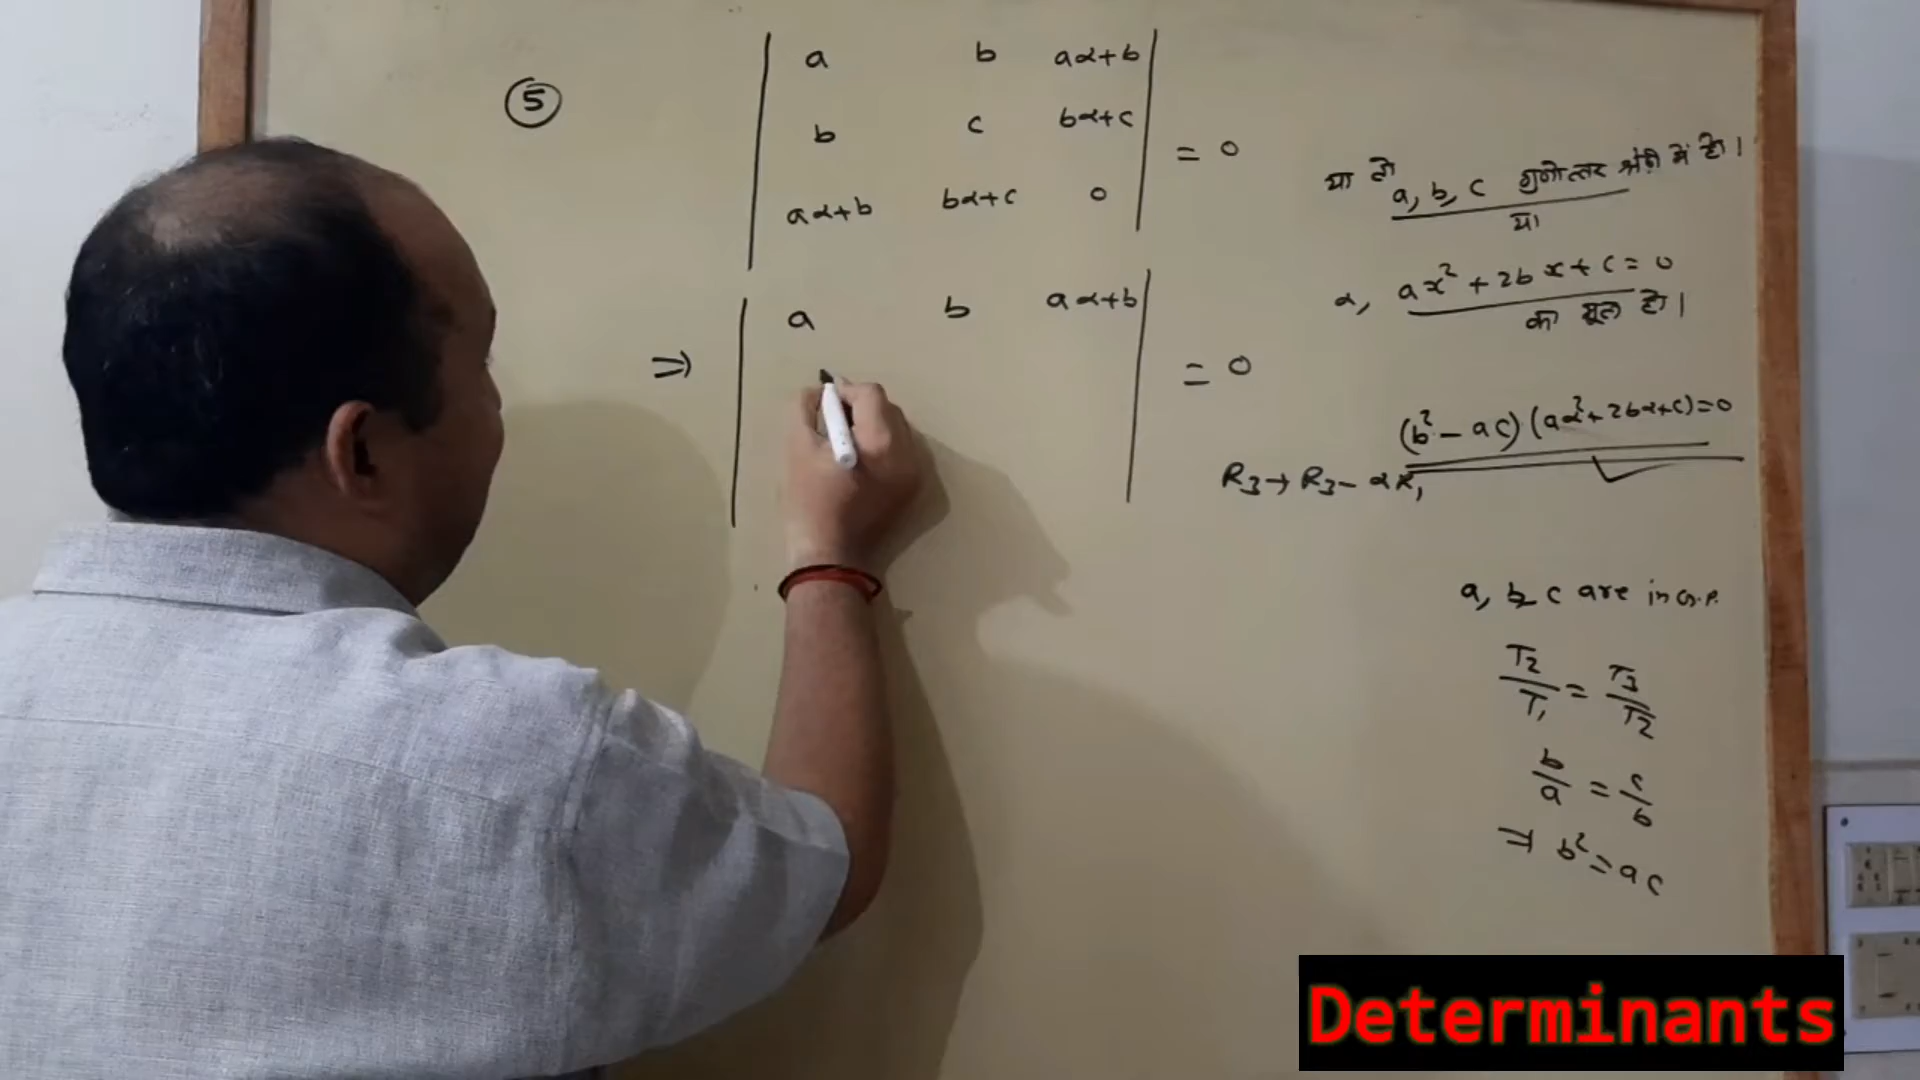 ⑤
a b aα+b
b c bα+c
aα+b bα+c 0
= 0
⇒
a b aα+b
= 0
R₃→R₃-αR₁
या तो
a, b, c गुणोत्तर श्रेणी में हो।
या
α, ax²+2bx+c=0
का मूल हो।
(b²-ac)(aα²+2bα+c)=0
a, b, c are in G.P.
T₂/T₁ = T₃/T₂
b/a = c/b
⇒ b²=ac
Determinants